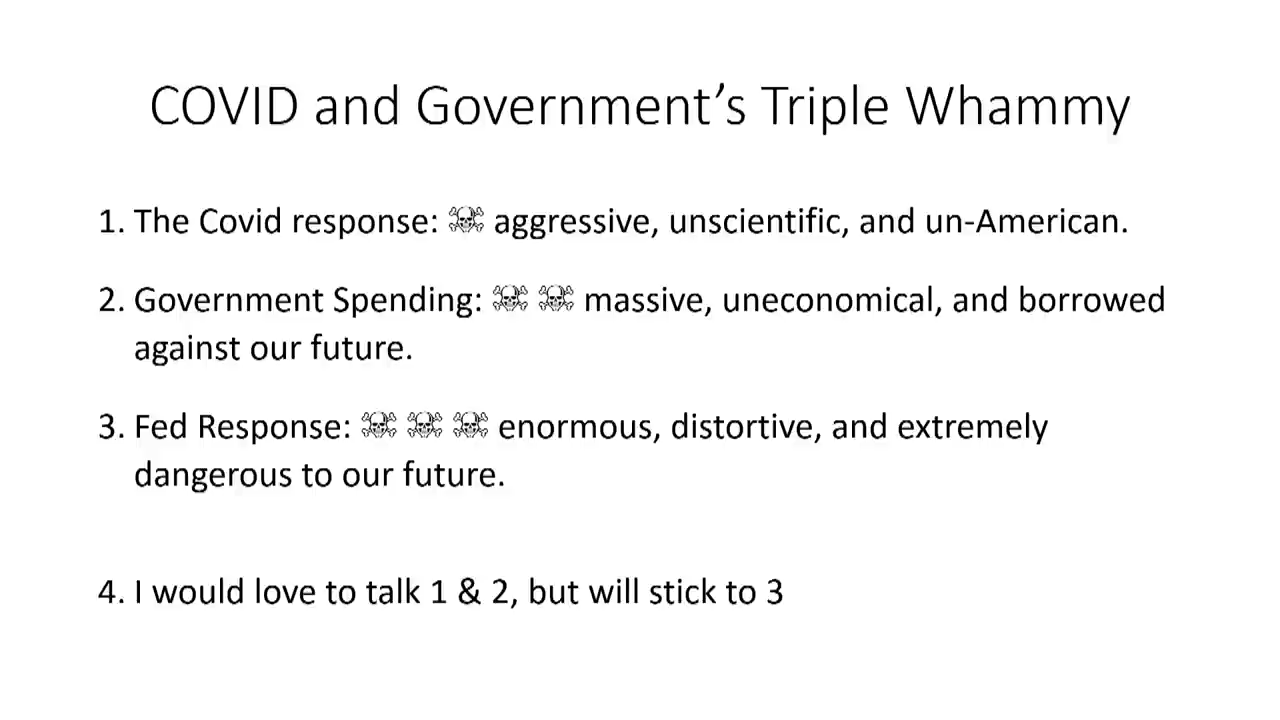 COVID and Government’s Triple Whammy
1. The Covid response: ☠ aggressive, unscientific, and un-American.
2. Government Spending: ☠ ☠ massive, uneconomical, and borrowed
against our future.
3. Fed Response: ☠ ☠ ☠ enormous, distortive, and extremely
dangerous to our future.
4. I would love to talk 1 & 2, but will stick to 3